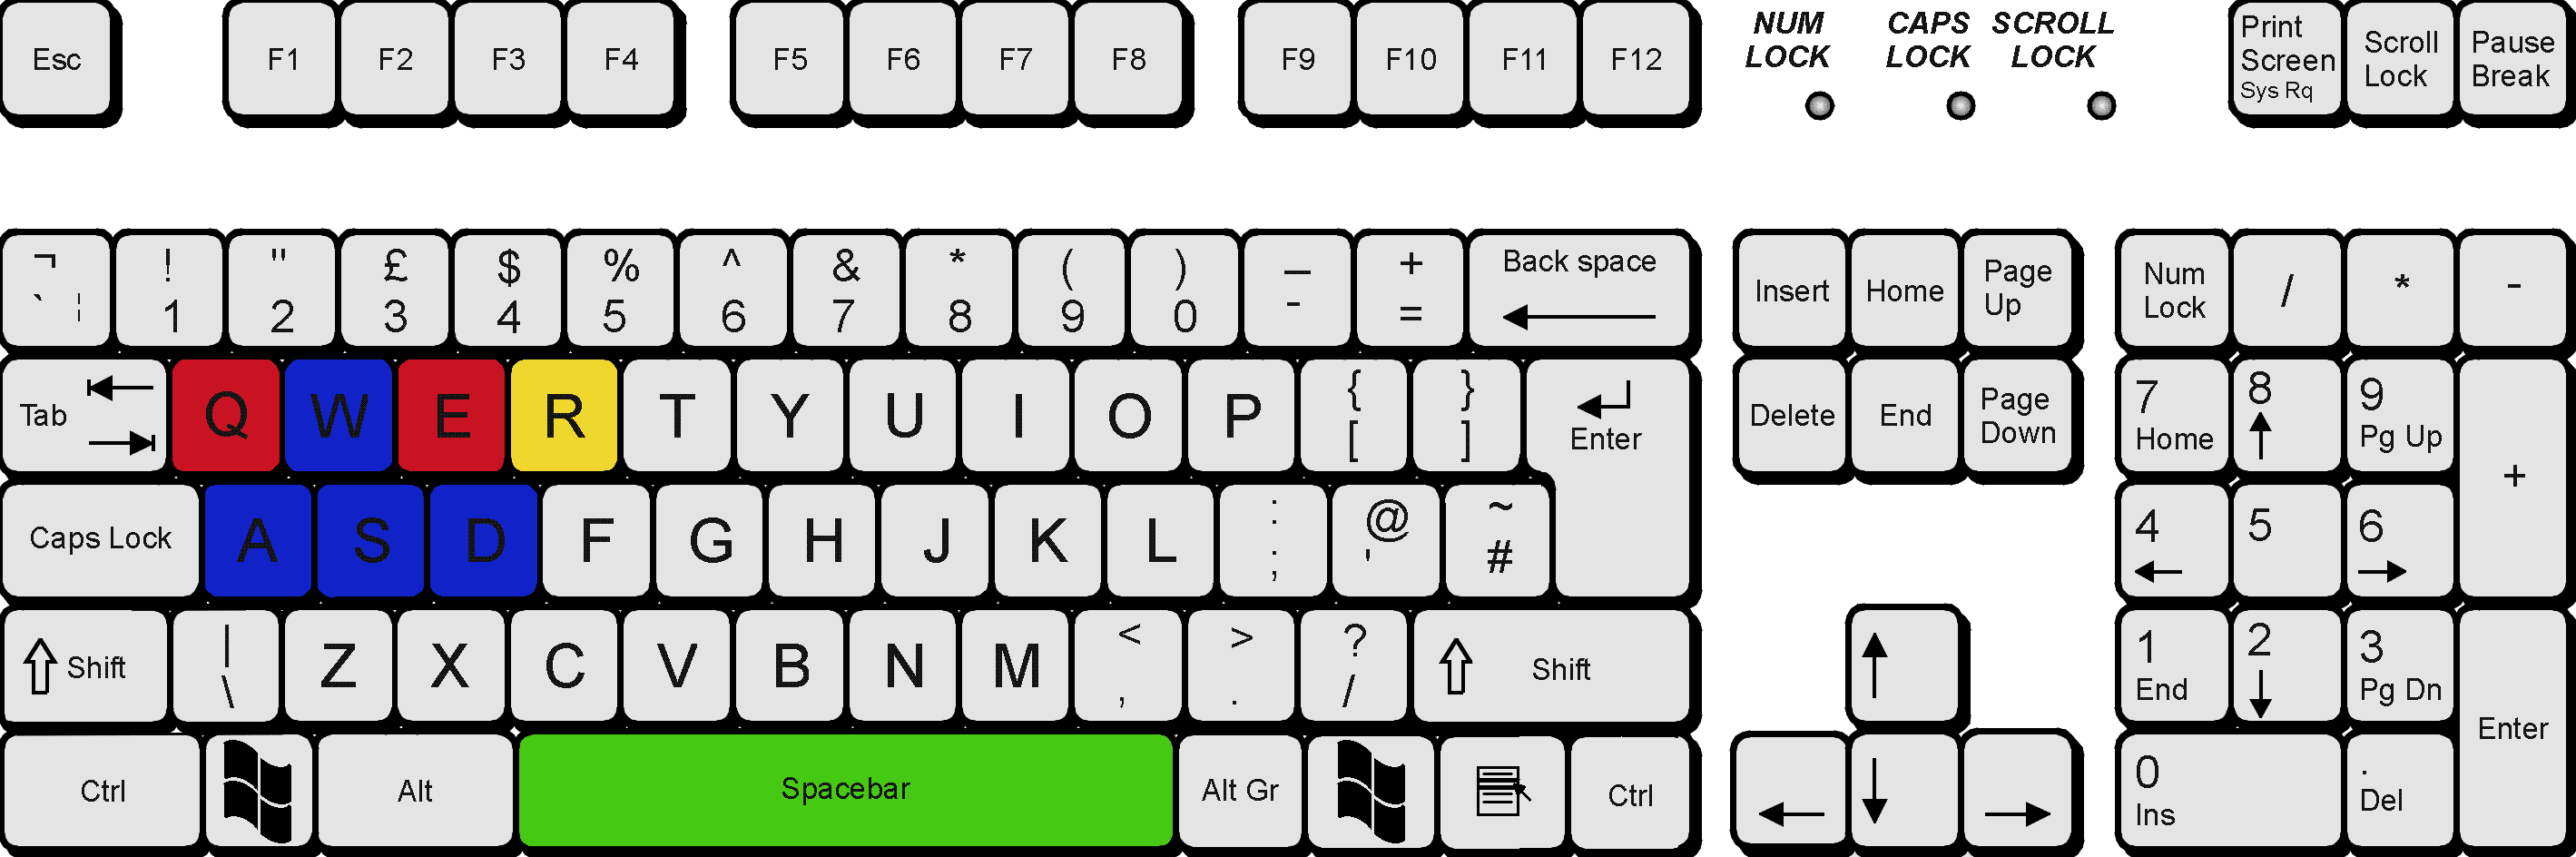 Esc F1 F2 F3 F4 F5 F6 F7 F8 F9 F10 F11 F12
NUM LOCK
CAPS LOCK
SCROLL LOCK
Print Screen Sys Rq
Scroll Lock
Pause Break
¬ ` ¦ ! 1 " 2 £ 3 $ 4 % 5 ^ 6 & 7 * 8 ( 9 ) 0 _ - + = Back space
Insert Home Page Up
Num Lock / * -
Tab Q W E R T Y U I O P { [ } ] Enter
Delete End Page Down
7 Home 8 9 Pg Up +
Caps Lock A S D F G H J K L : ; @ ' ~ #
4 5 6
Shift | \ Z X C V B N M < , > . ? / Shift
1 End 2 3 Pg Dn Enter
Ctrl Alt Spacebar Alt Gr Ctrl
0 Ins . Del